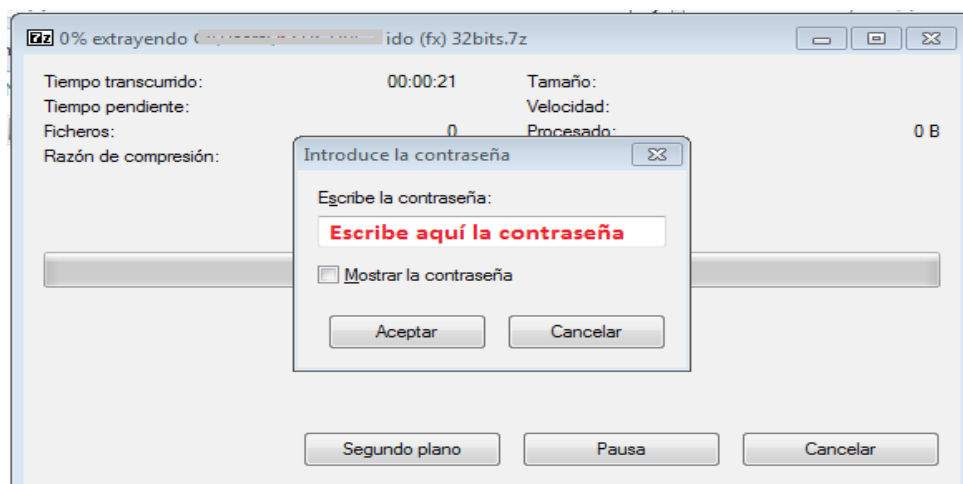 0% extrayendo ido (fx) 32bits.7z
Tiempo transcurrido: 00:00:21 Tamaño:
Tiempo pendiente: Velocidad:
Ficheros: 0 Procesado: 0 B
Razón de compresión:
Introduce la contraseña
Escribe la contraseña:
Escribe aquí la contraseña
Mostrar la contraseña
Aceptar Cancelar
Segundo plano Pausa Cancelar